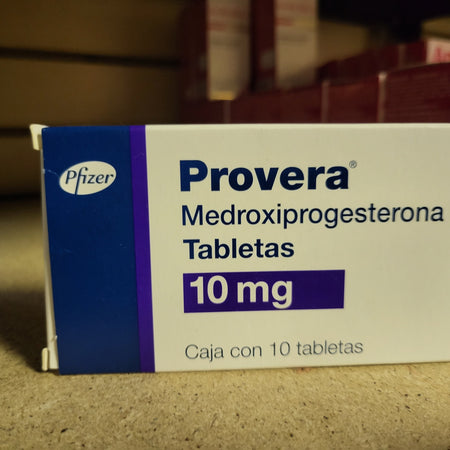 Pfizer
Provera®
Medroxiprogesterona
Tabletas
10 mg
Caja con 10 tabletas